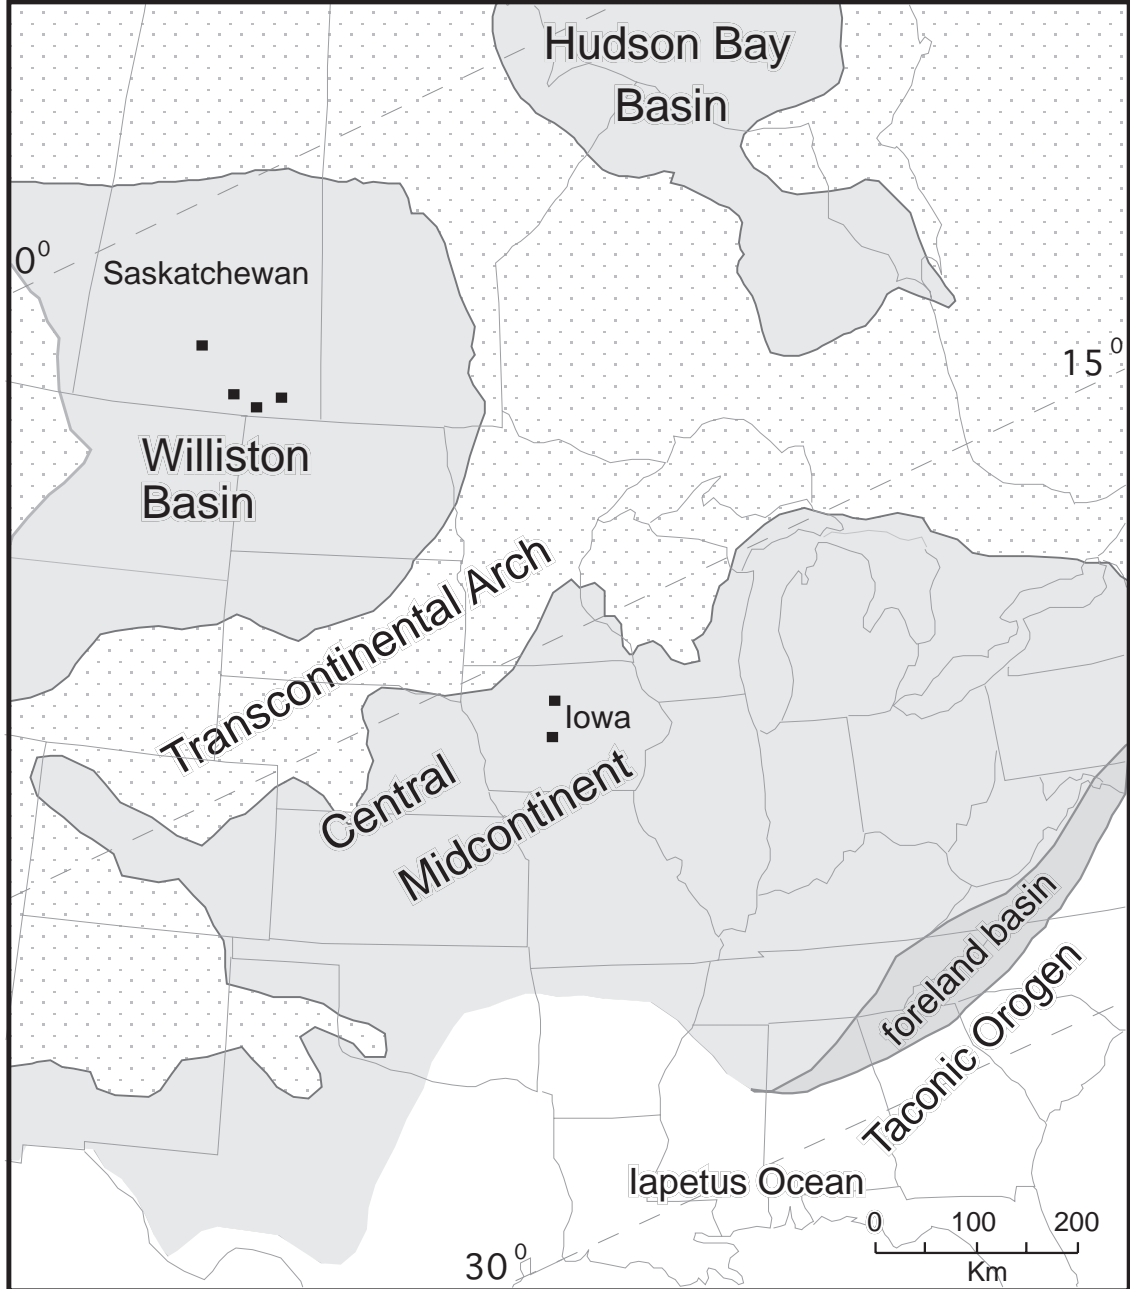 Hudson Bay
Basin
0⁰
Saskatchewan
15⁰
Williston
Basin
Transcontinental Arch
Iowa
Central
Midcontinent
foreland basin
Taconic Orogen
Iapetus Ocean
0 100 200
Km
30⁰